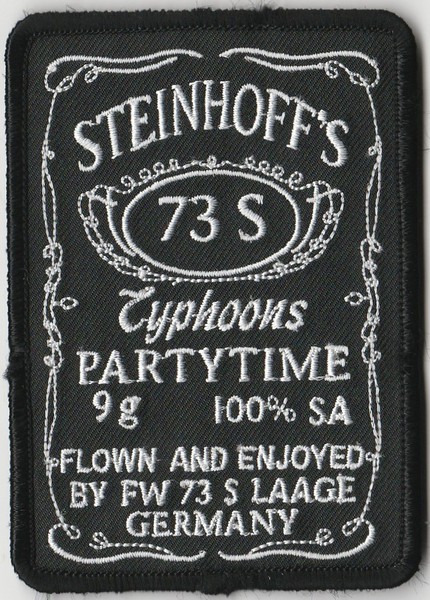 STEINHOFF'S
73 S
Typhoons
PARTYTIME
9g 100% SA
FLOWN AND ENJOYED
BY FW 73 S LAAGE
GERMANY